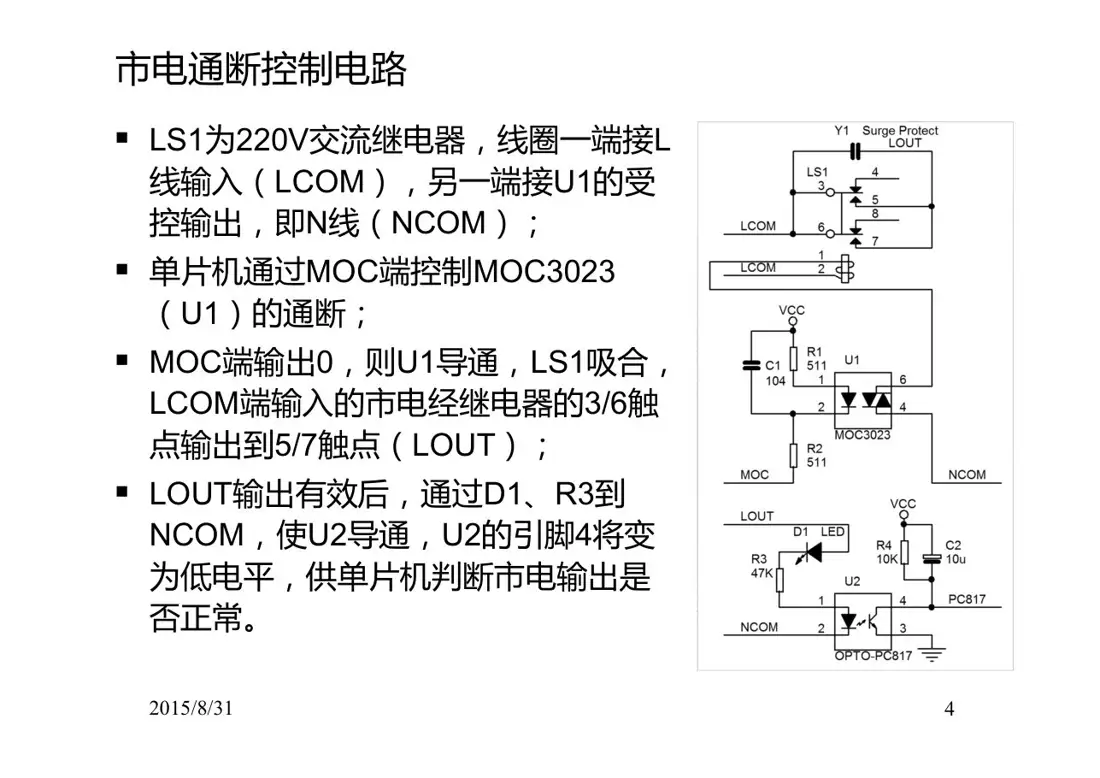 市电通断控制电路
▪ LS1为220V交流继电器，线圈一端接L
线输入（LCOM），另一端接U1的受
控输出，即N线（NCOM）；
▪ 单片机通过MOC端控制MOC3023
（U1）的通断；
▪ MOC端输出0，则U1导通，LS1吸合，
LCOM端输入的市电经继电器的3/6触
点输出到5/7触点（LOUT）；
▪ LOUT输出有效后，通过D1、R3到
NCOM，使U2导通，U2的引脚4将变
为低电平，供单片机判断市电输出是
否正常。
Y1 Surge Protect
LOUT
LS1
3
4
5
8
LCOM
6
7
1
LCOM
2
VCC
C1
104
R1
511
U1
1
6
2
4
MOC3023
R2
511
MOC
NCOM
LOUT
VCC
D1 LED
R3
47K
R4
10K
C2
10u
U2
1
4
PC817
NCOM
2
3
OPTO-PC817
2015/8/31
4